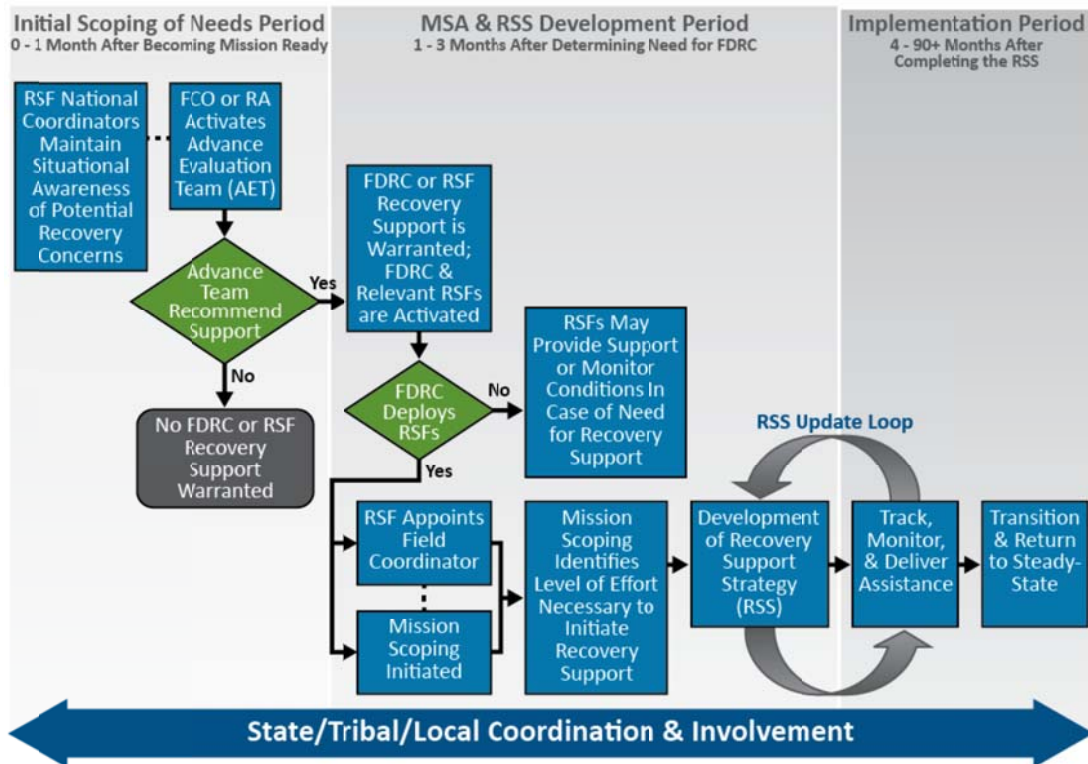 Initial Scoping of Needs Period
0 - 1 Month After Becoming Mission Ready
MSA & RSS Development Period
1 - 3 Months After Determining Need for FDRC
Implementation Period
4 - 90+ Months After
Completing the RSS
RSF National
Coordinators
Maintain
Situational
Awareness
of Potential
Recovery
Concerns
FCO or RA
Activates
Advance
Evaluation
Team (AET)
Advance
Team
Recommend
Support
Yes
No
No FDRC or RSF
Recovery
Support
Warranted
FDRC or RSF
Recovery
Support is
Warranted;
FDRC &
Relevant RSFs
are Activated
FDRC
Deploys
RSFs
No
Yes
RSFs May
Provide Support
or Monitor
Conditions In
Case of Need
for Recovery
Support
RSF Appoints
Field
Coordinator
Mission
Scoping
Initiated
Mission
Scoping
Identifies
Level of Effort
Necessary to
Initiate
Recovery
Support
RSS Update Loop
Development
of Recovery
Support
Strategy
(RSS)
Track,
Monitor,
& Deliver
Assistance
Transition
& Return
to Steady-
State
State/Tribal/Local Coordination & Involvement